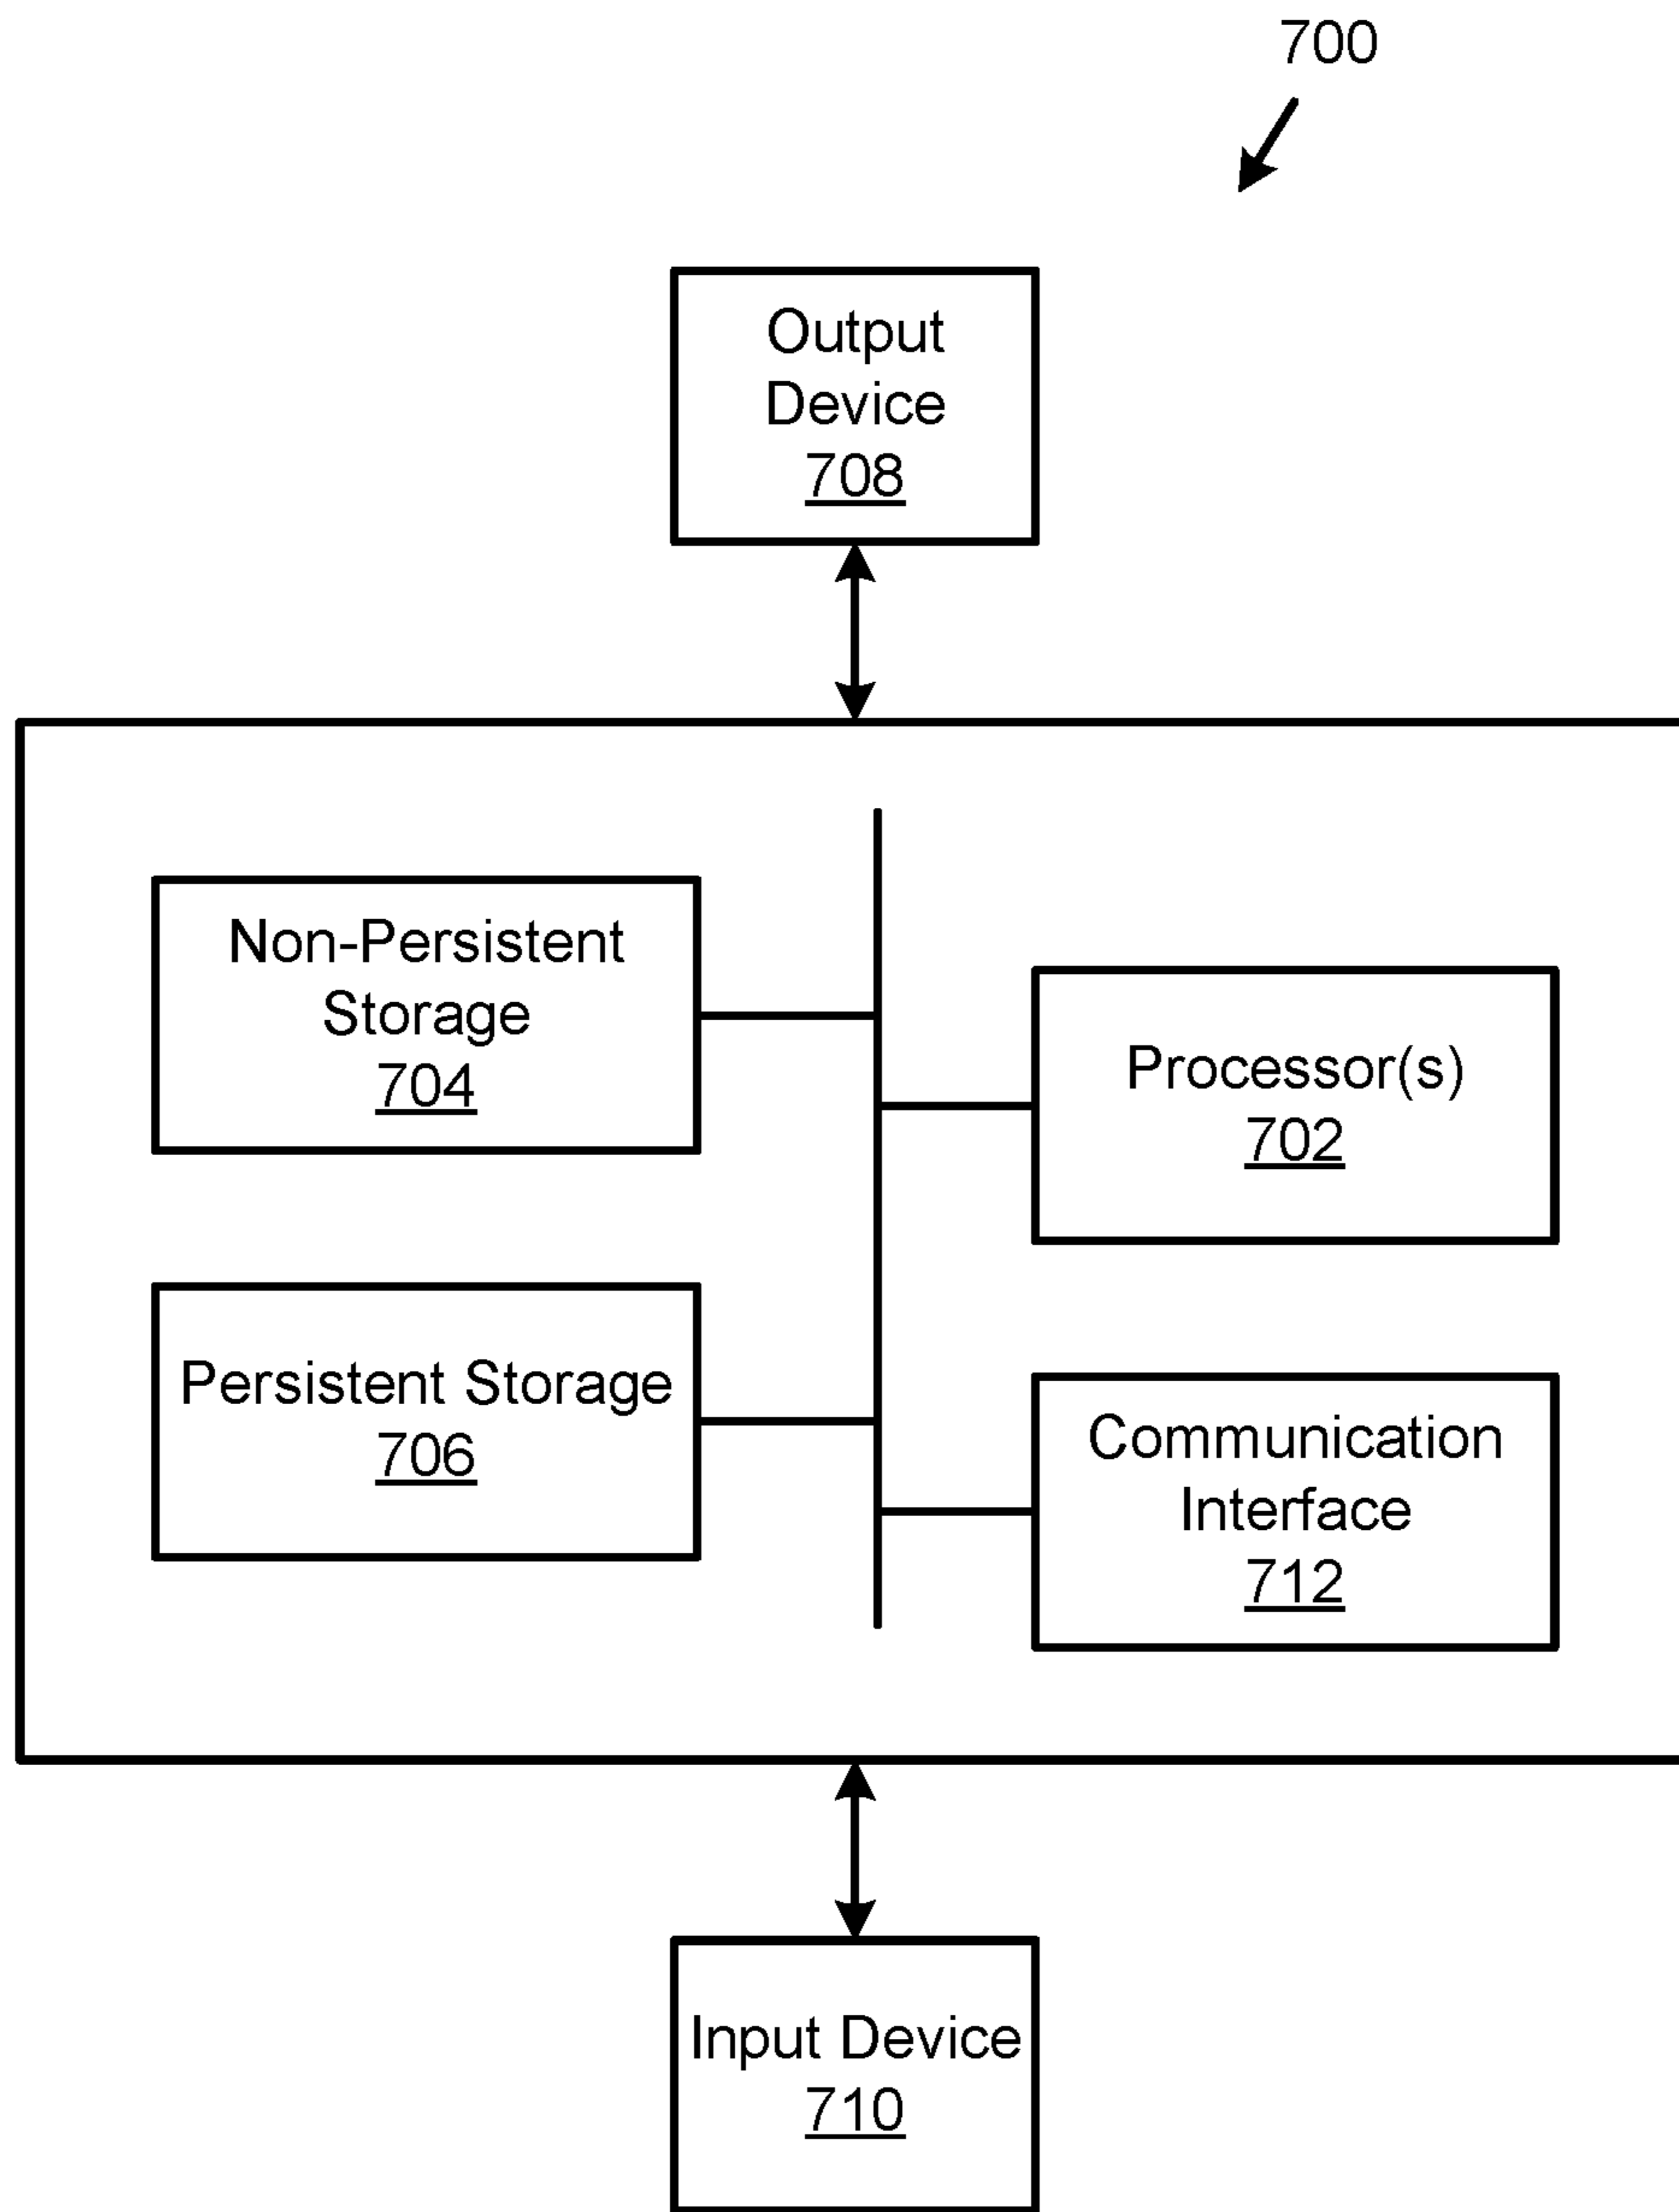 700
Output
Device
708
Non-Persistent
Storage
704
Processor(s)
702
Persistent Storage
706
Communication
Interface
712
Input Device
710